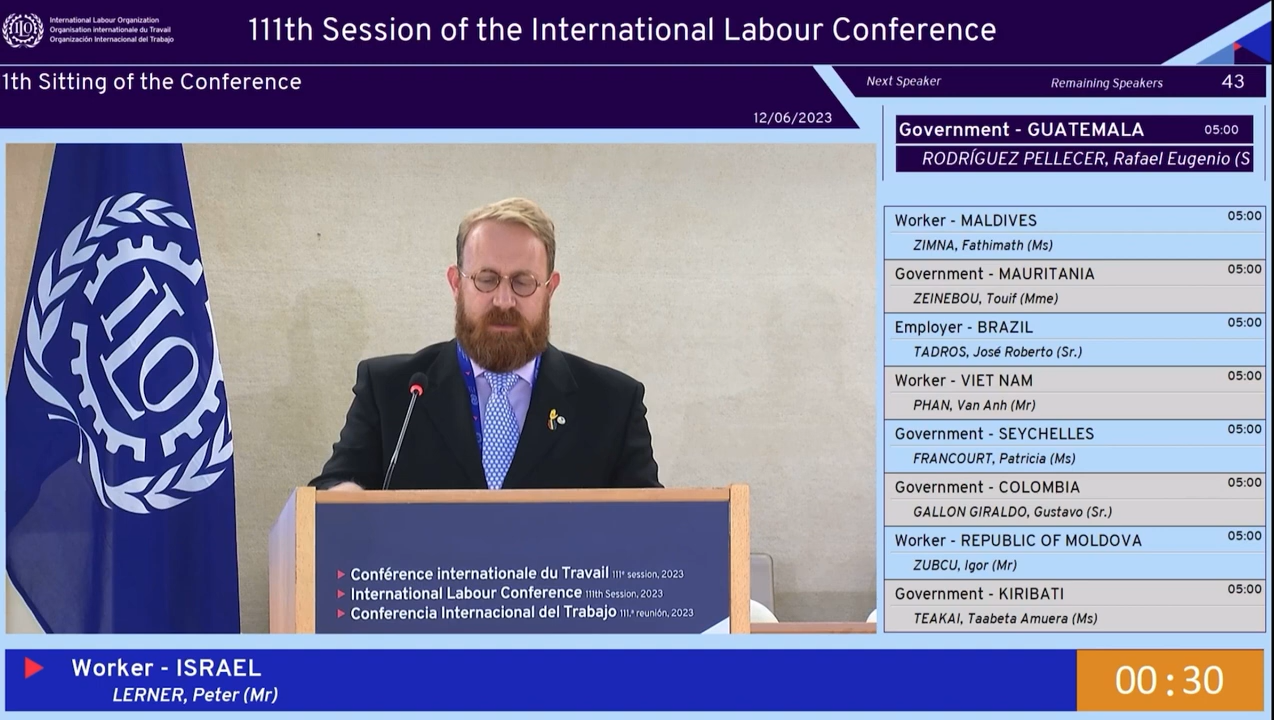 International Labour Organization
Organisation internationale du Travail
Organización Internacional del Trabajo
111th Session of the International Labour Conference
1th Sitting of the Conference
12/06/2023
Next Speaker
Remaining Speakers
43
Government - GUATEMALA
05:00
RODRÍGUEZ PELLECER, Rafael Eugenio (S
Worker - MALDIVES
05:00
ZIMNA, Fathimath (Ms)
Government - MAURITANIA
05:00
ZEINEBOU, Touif (Mme)
Employer - BRAZIL
05:00
TADROS, José Roberto (Sr.)
Worker - VIET NAM
05:00
PHAN, Van Anh (Mr)
Government - SEYCHELLES
05:00
FRANCOURT, Patricia (Ms)
Government - COLOMBIA
05:00
GALLON GIRALDO, Gustavo (Sr.)
Worker - REPUBLIC OF MOLDOVA
05:00
ZUBCU, Igor (Mr)
Government - KIRIBATI
05:00
TEAKAI, Taabeta Amuera (Ms)
ILO
Conférence internationale du Travail 111e session, 2023
International Labour Conference 111th Session, 2023
Conferencia Internacional del Trabajo 111.ª reunión, 2023
Worker - ISRAEL
LERNER, Peter (Mr)
00:30